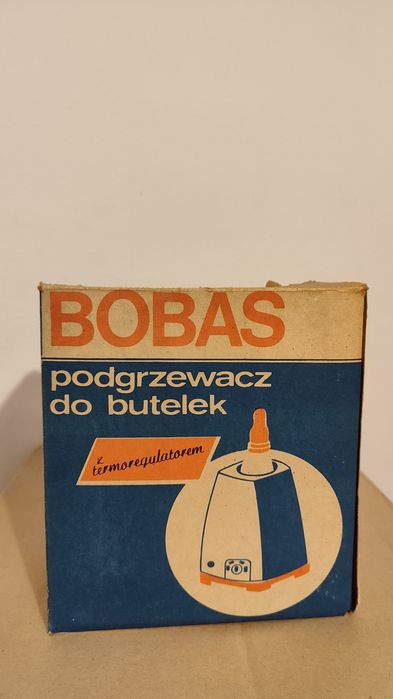 BOBAS
podgrzewacz
do butelek
z
termoregulatorem